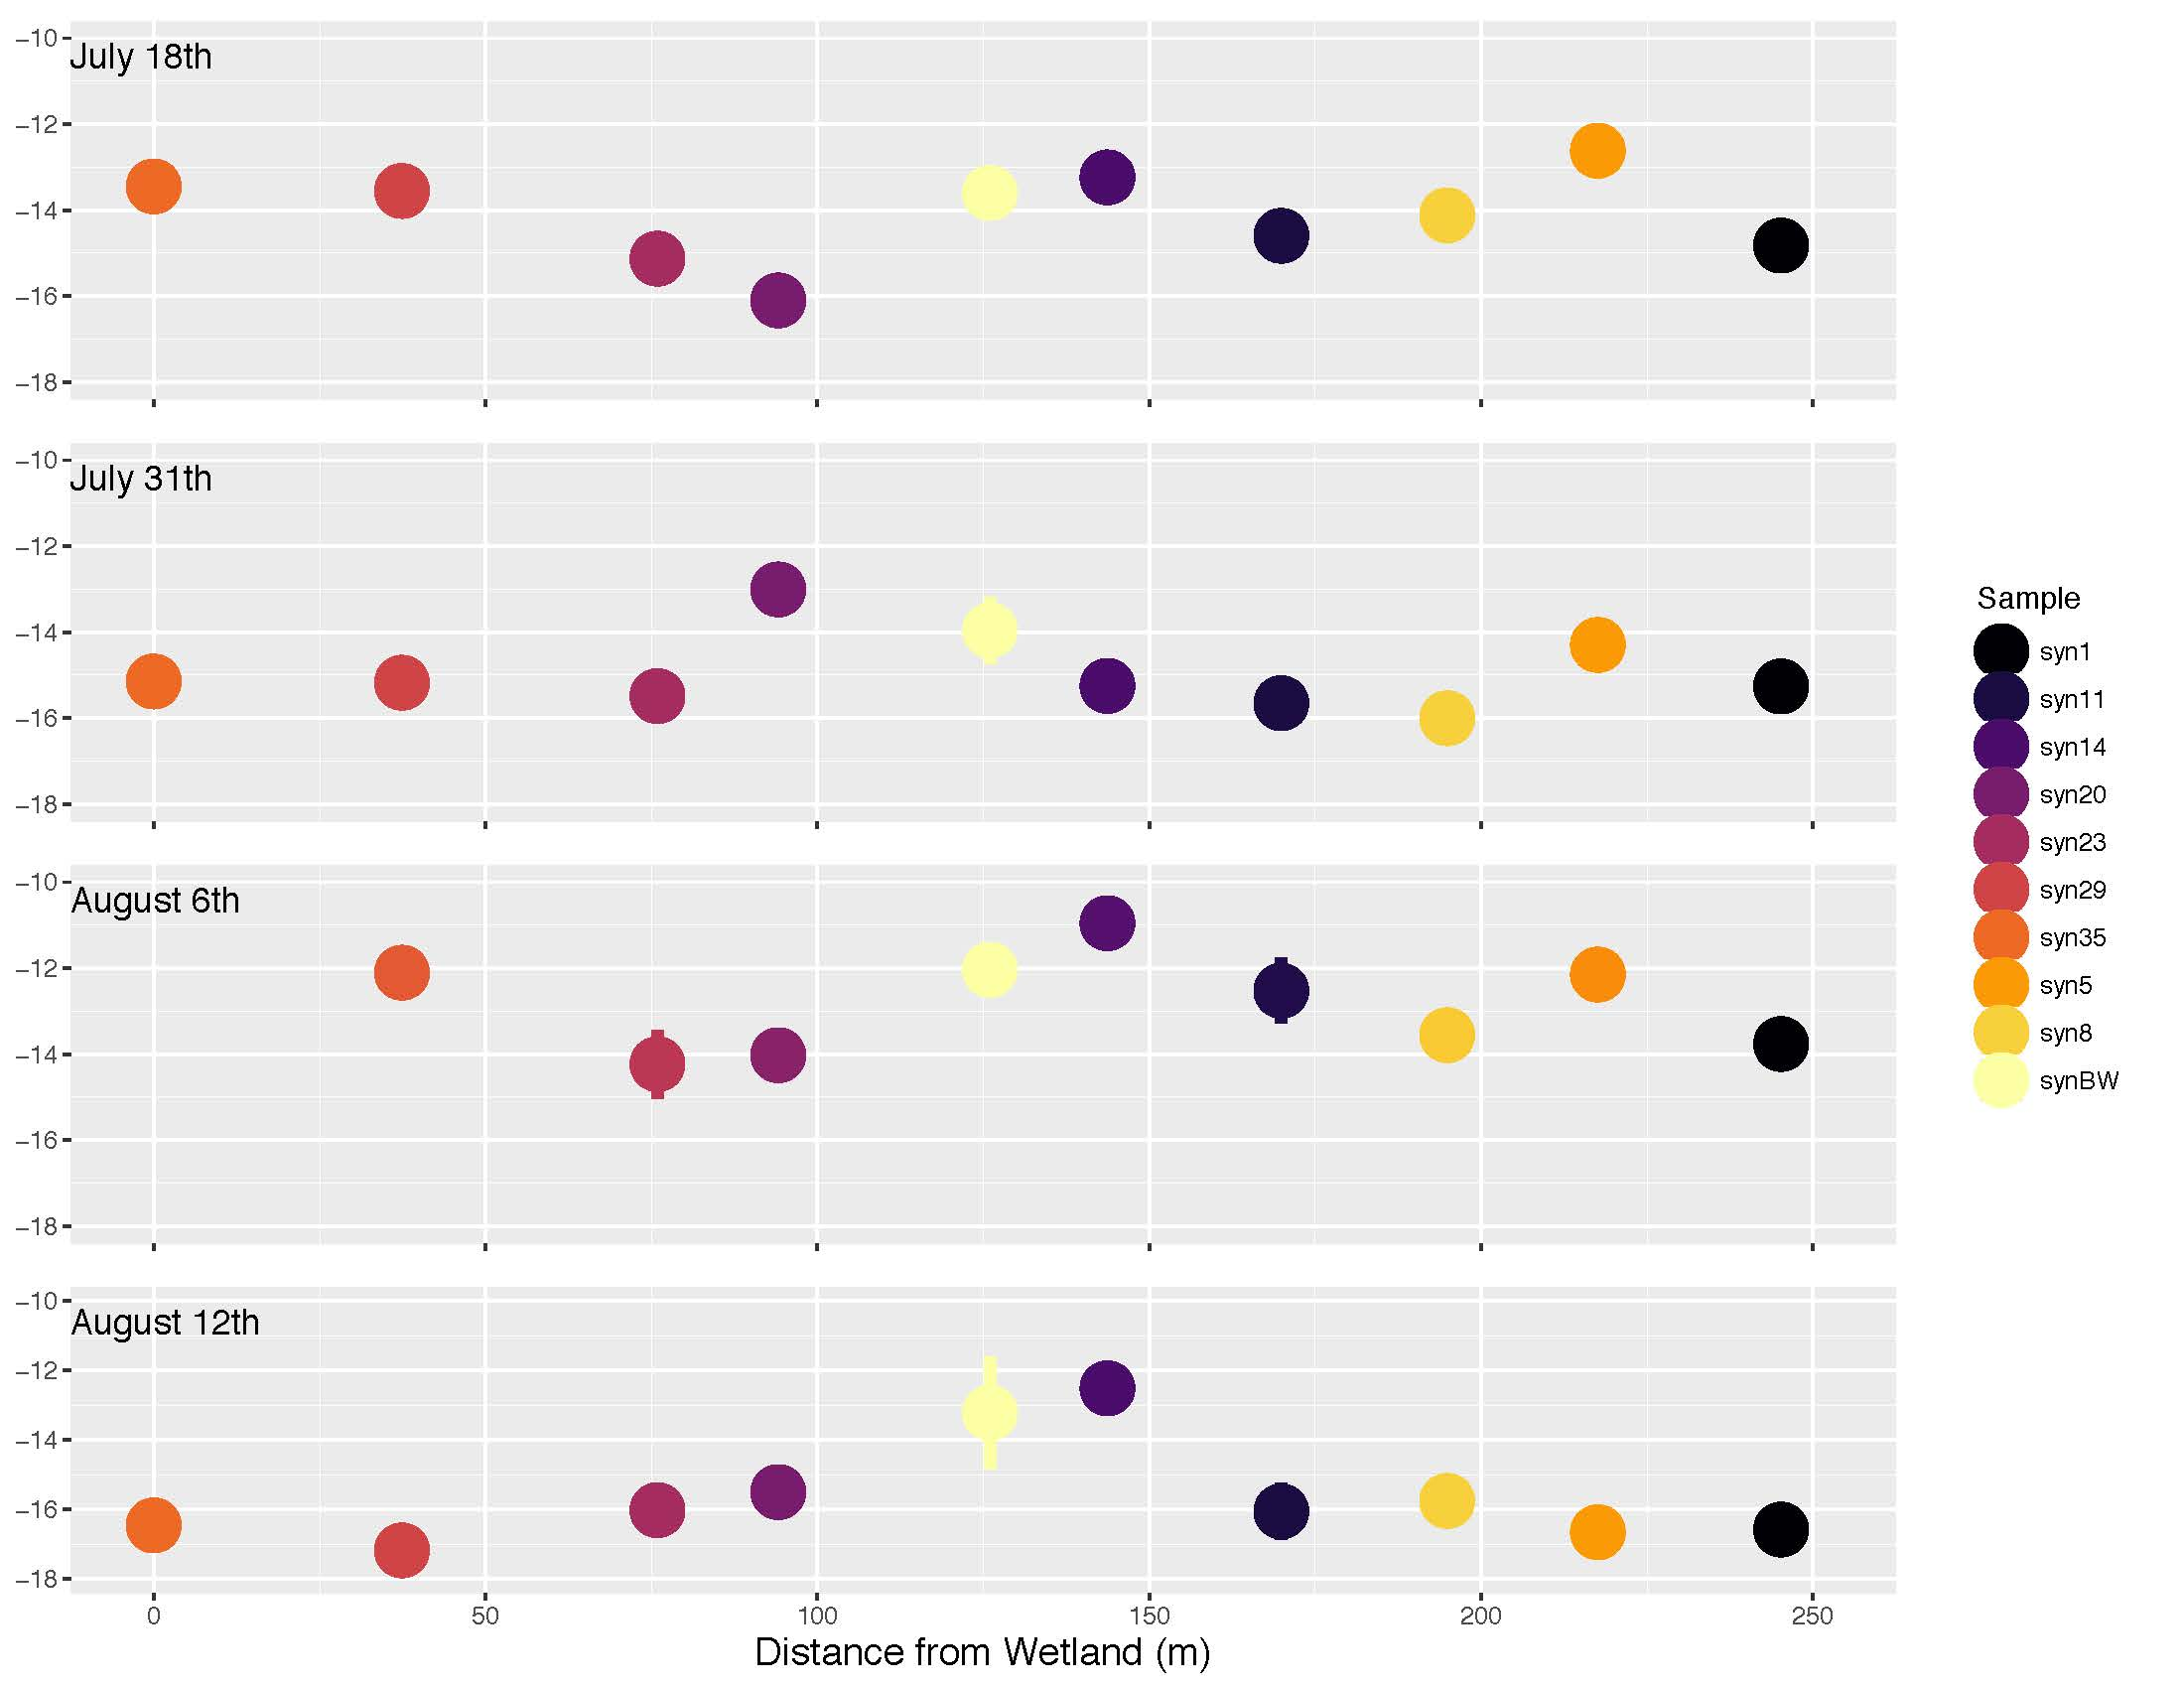 −10
July 18th
−12
−14
−16
−18
−10
July 31th
−12
−14
−16
−18
−10
August 6th
−12
−14
−16
−18
−10
August 12th
−12
−14
−16
−18
0 50 100 150 200 250
Distance from Wetland (m)
Sample
syn1
syn11
syn14
syn20
syn23
syn29
syn35
syn5
syn8
synBW